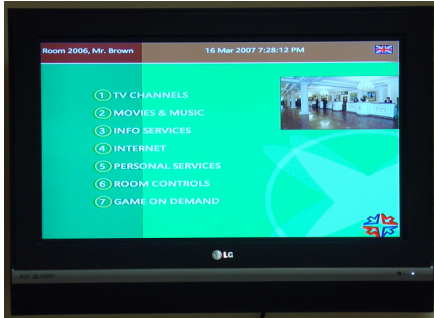 Room 2006, Mr. Brown 16 Mar 2007 7:28:12 PM
1 TV CHANNELS
2 MOVIES & MUSIC
3 INFO SERVICES
4 INTERNET
5 PERSONAL SERVICES
6 ROOM CONTROLS
7 GAME ON DEMAND
LG